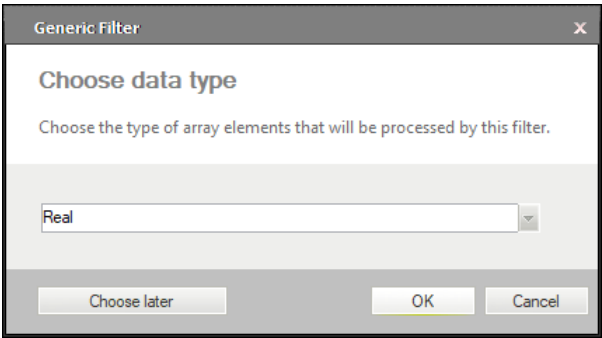 Generic Filter x
Choose data type
Choose the type of array elements that will be processed by this filter.
Real
Choose later OK Cancel